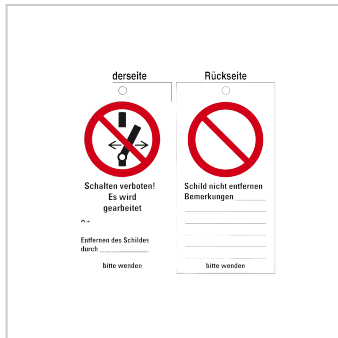 derseite
Schalten verboten!
Es wird
gearbeitet
Entfernen des Schildes
durch
bitte wenden
Rückseite
Schild nicht entfernen
Bemerkungen
bitte wenden